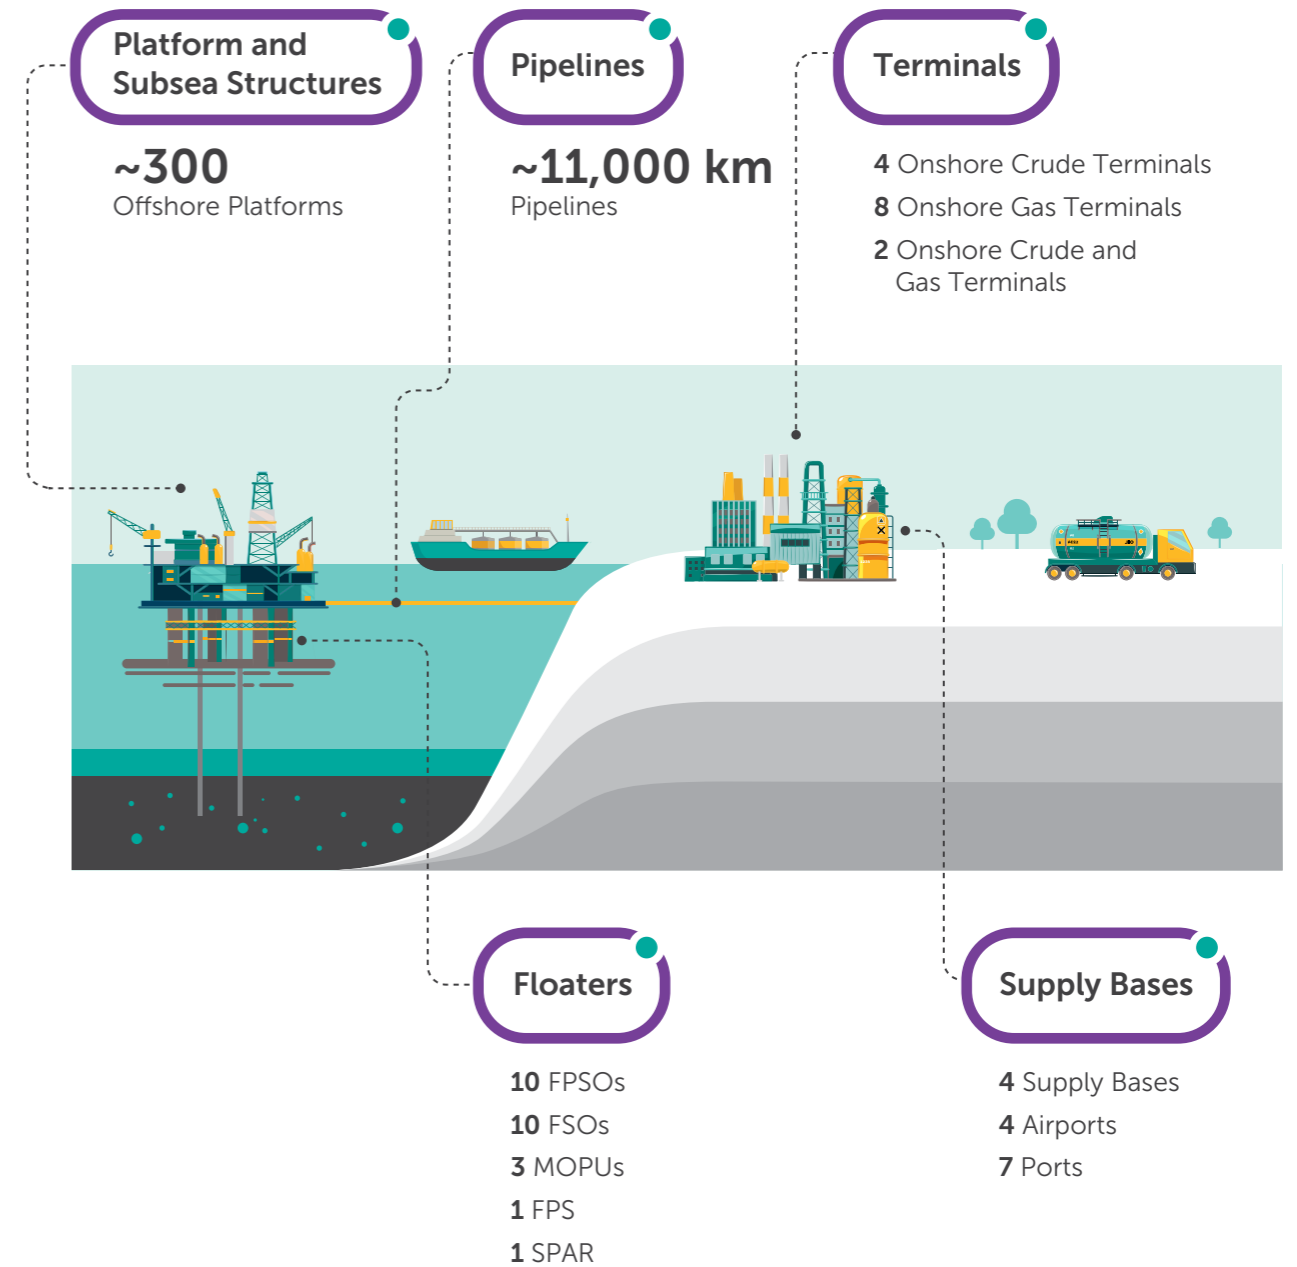 Platform and
Subsea Structures
~300
Offshore Platforms
Pipelines
~11,000 km
Pipelines
Terminals
4 Onshore Crude Terminals
8 Onshore Gas Terminals
2 Onshore Crude and
Gas Terminals
Floaters
10 FPSOs
10 FSOs
3 MOPUs
1 FPS
1 SPAR
Supply Bases
4 Supply Bases
4 Airports
7 Ports